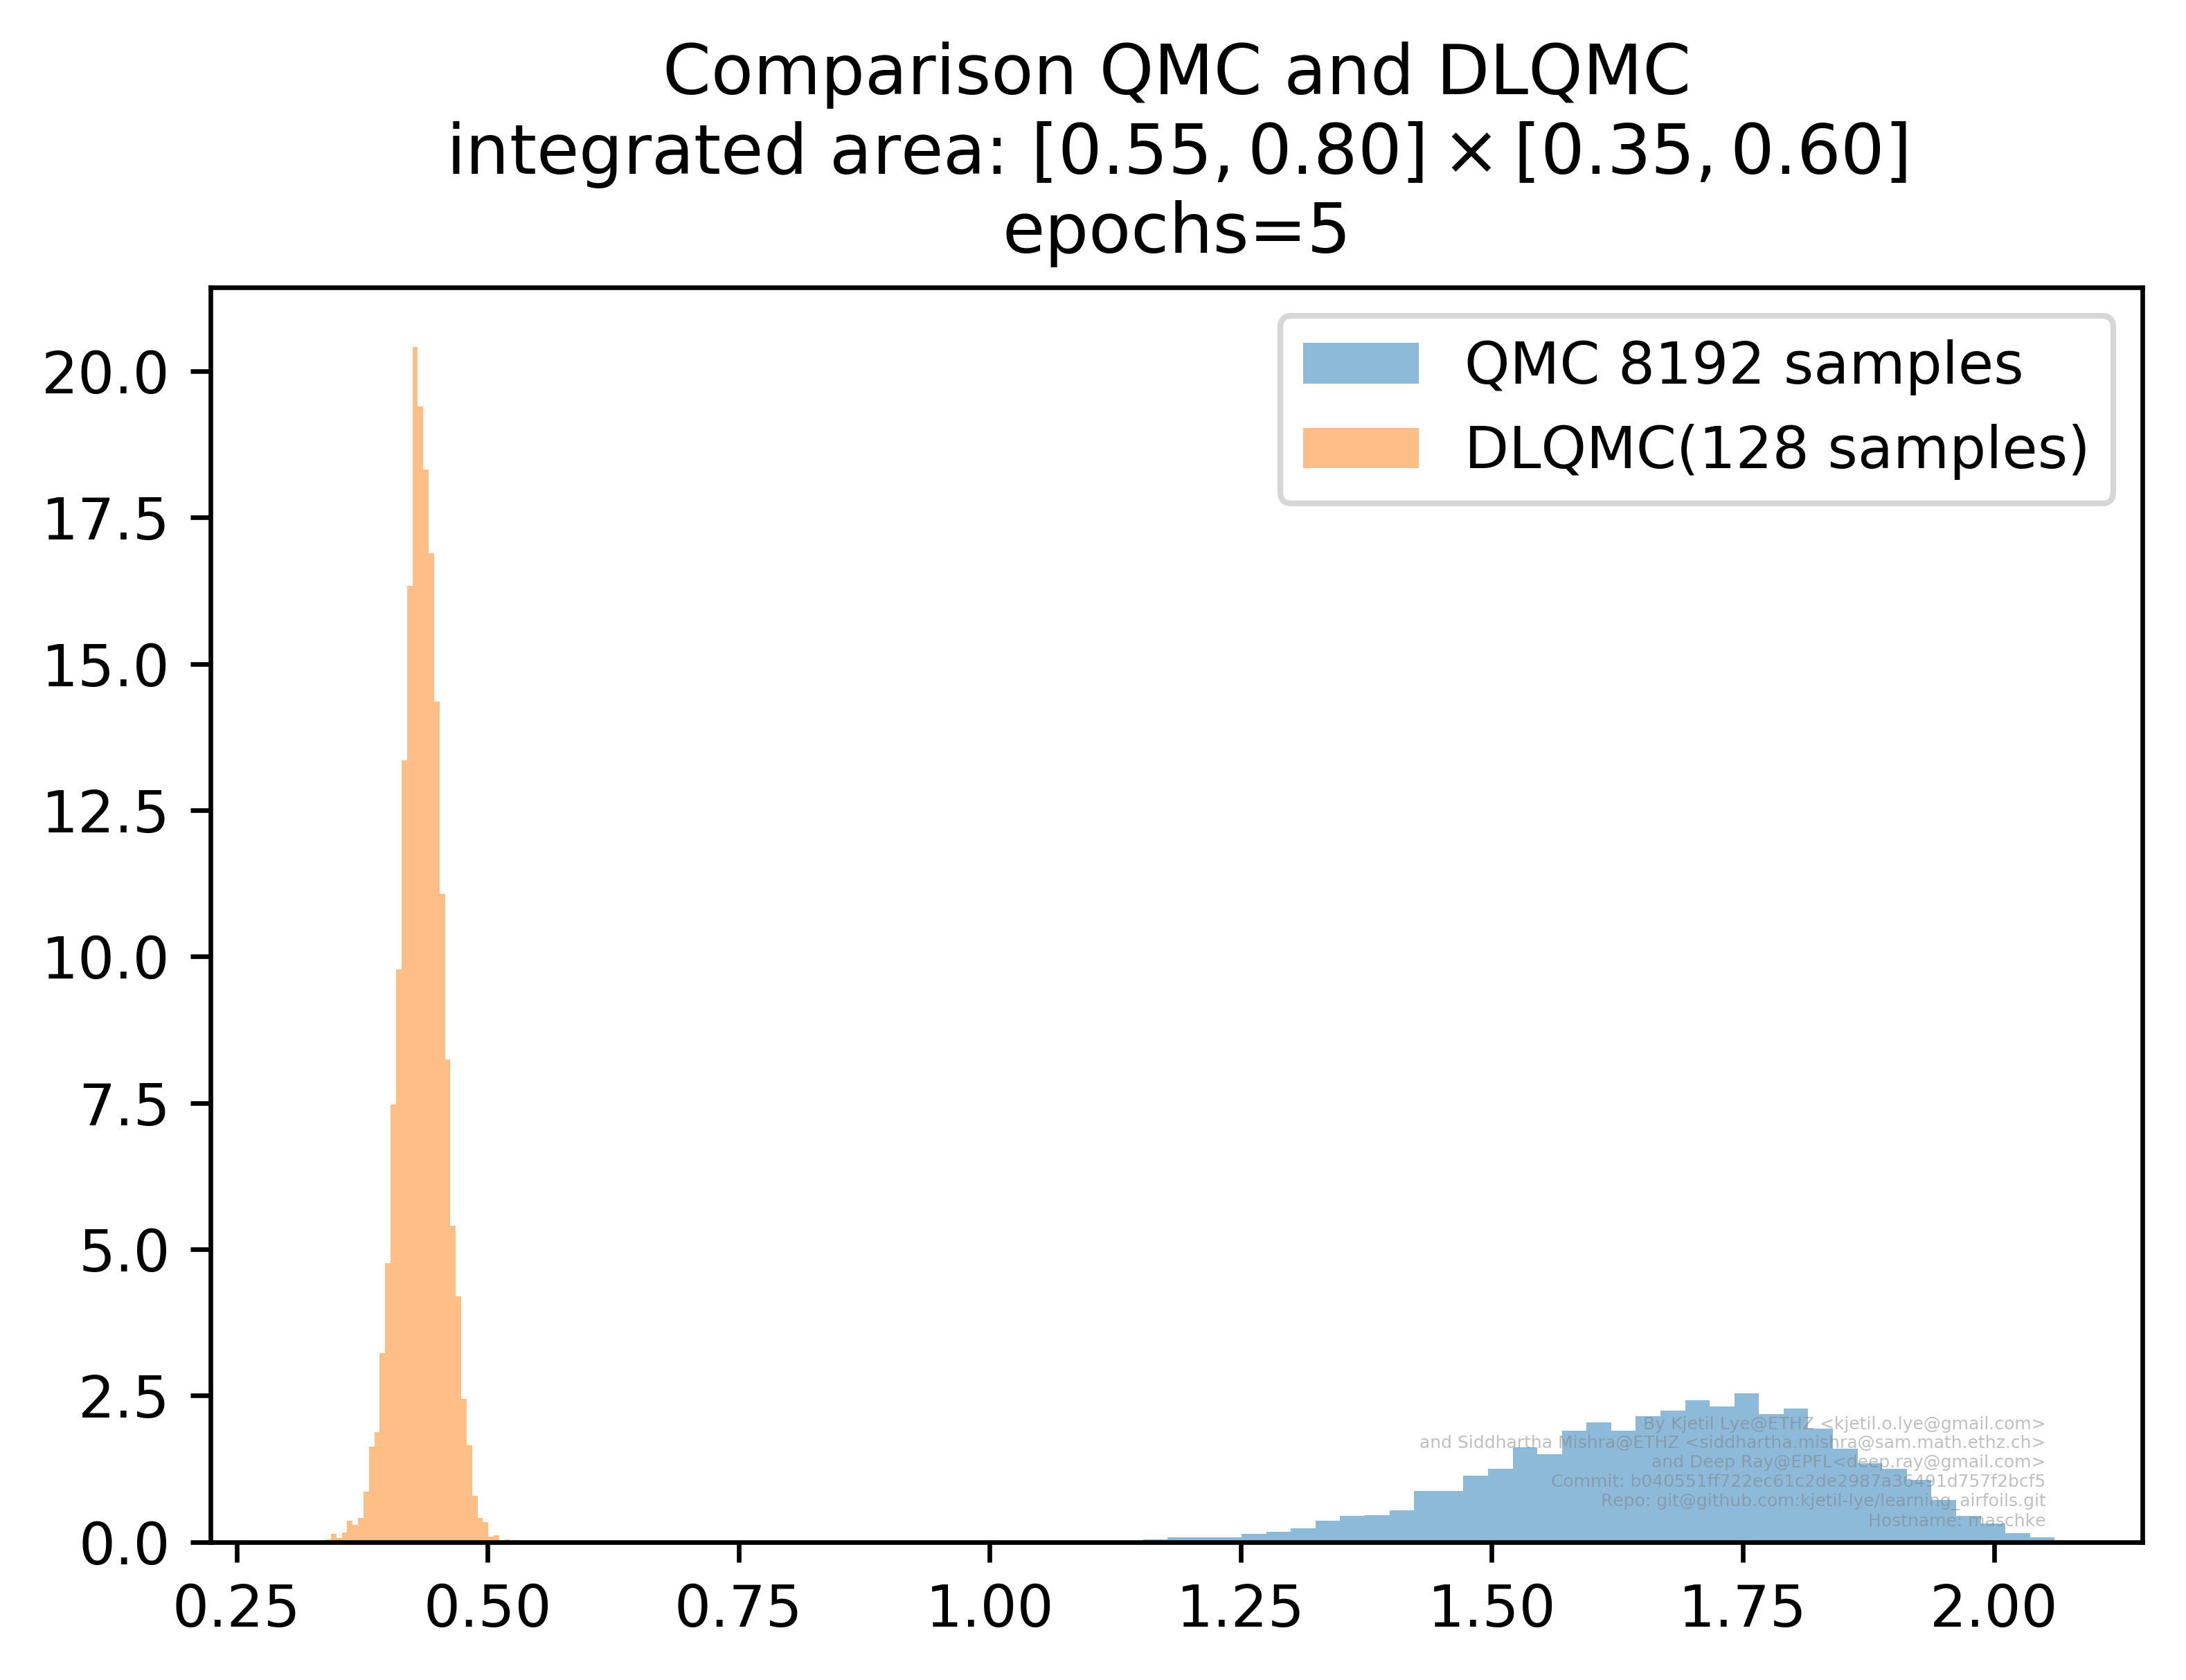 Comparison QMC and DLQMC
integrated area: [0.55, 0.80] × [0.35, 0.60]
epochs=5
QMC 8192 samples
DLQMC(128 samples)
20.0
17.5
15.0
12.5
10.0
7.5
5.0
2.5
0.0
By Kjetil Lye@ETHZ <kjetil.o.lye@gmail.com>
and Siddhartha Mishra@ETHZ <siddhartha.mishra@sam.math.ethz.ch>
and Deep Ray@EPFL<deep.ray@gmail.com>
Commit: b040551ff722ec61c2de2987a36491d757f2bcf5
Repo: git@github.com:kjetil-lye/learning_airfoils.git
Hostname: maschke
0.25 0.50 0.75 1.00 1.25 1.50 1.75 2.00